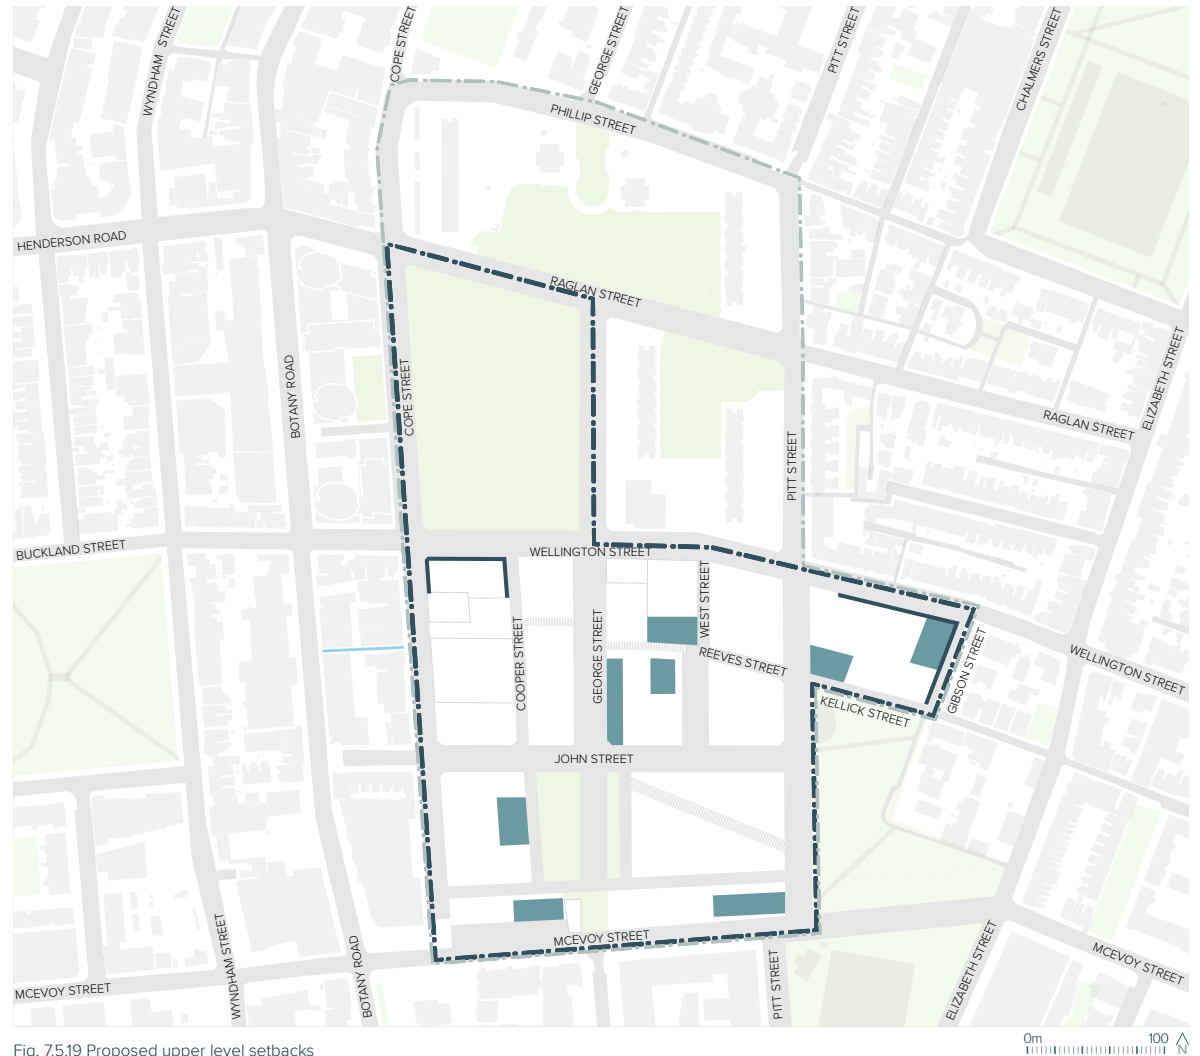 WYNDHAM STREET
COPE STREET
GEORGE STREET
PITT STREET
CHALMERS STREET
PHILLIP STREET
HENDERSON ROAD
RAGLAN STREET
BOTANY ROAD
COPE STREET
ELIZABETH STREET
RAGLAN STREET
PITT STREET
BUCKLAND STREET
WELLINGTON STREET
WEST STREET
COOPER STREET
GEORGE STREET
REEVES STREET
GIBSON STREET
WELLINGTON STREET
KELLICK STREET
JOHN STREET
MCEVOY STREET
WYNDHAM STREET
BOTANY ROAD
PITT STREET
ELIZABETH STREET
MCEVOY STREET
MCEVOY STREET
Fig. 7.5.19 Proposed upper level setbacks
0m 100
N